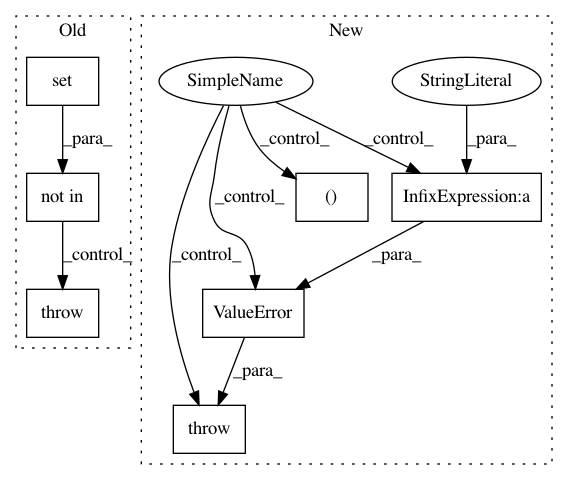 Old
New
set
SimpleName
StringLiteral
_para_
_control_
_control_
_para_
not in
_control_
()
InfixExpression:a
_control_
_control_
_para_
throw
ValueError
_para_
throw